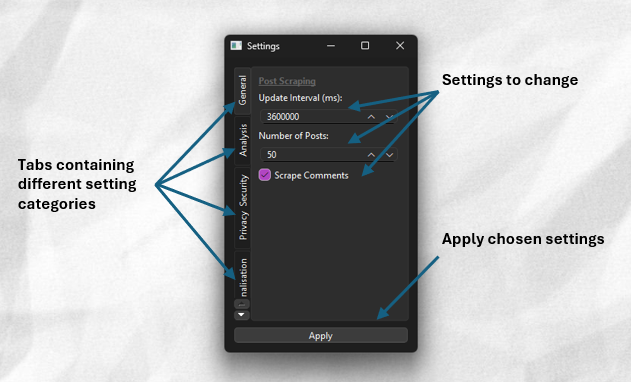 Settings
General
Analysis
Privacy Security
nalisation
Post Scraping
Update Interval (ms):
3600000
Number of Posts:
50
Scrape Comments
Apply
Tabs containing
different setting
categories
Settings to change
Apply chosen settings